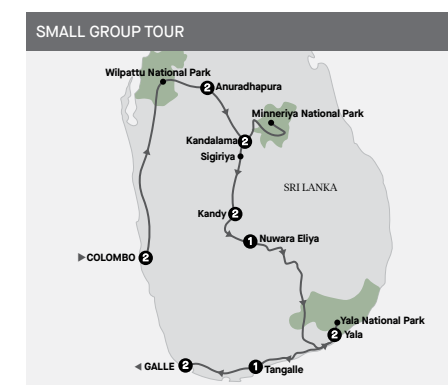 SMALL GROUP TOUR
Wilpattu National Park
2 Anuradhapura
Minneriya National Park
Kandalama 2
Sigiriya
SRI LANKA
Kandy 2
1 Nuwara Eliya
▶COLOMBO 2
Yala National Park
2 Yala
◀ GALLE 2
1 Tangalle